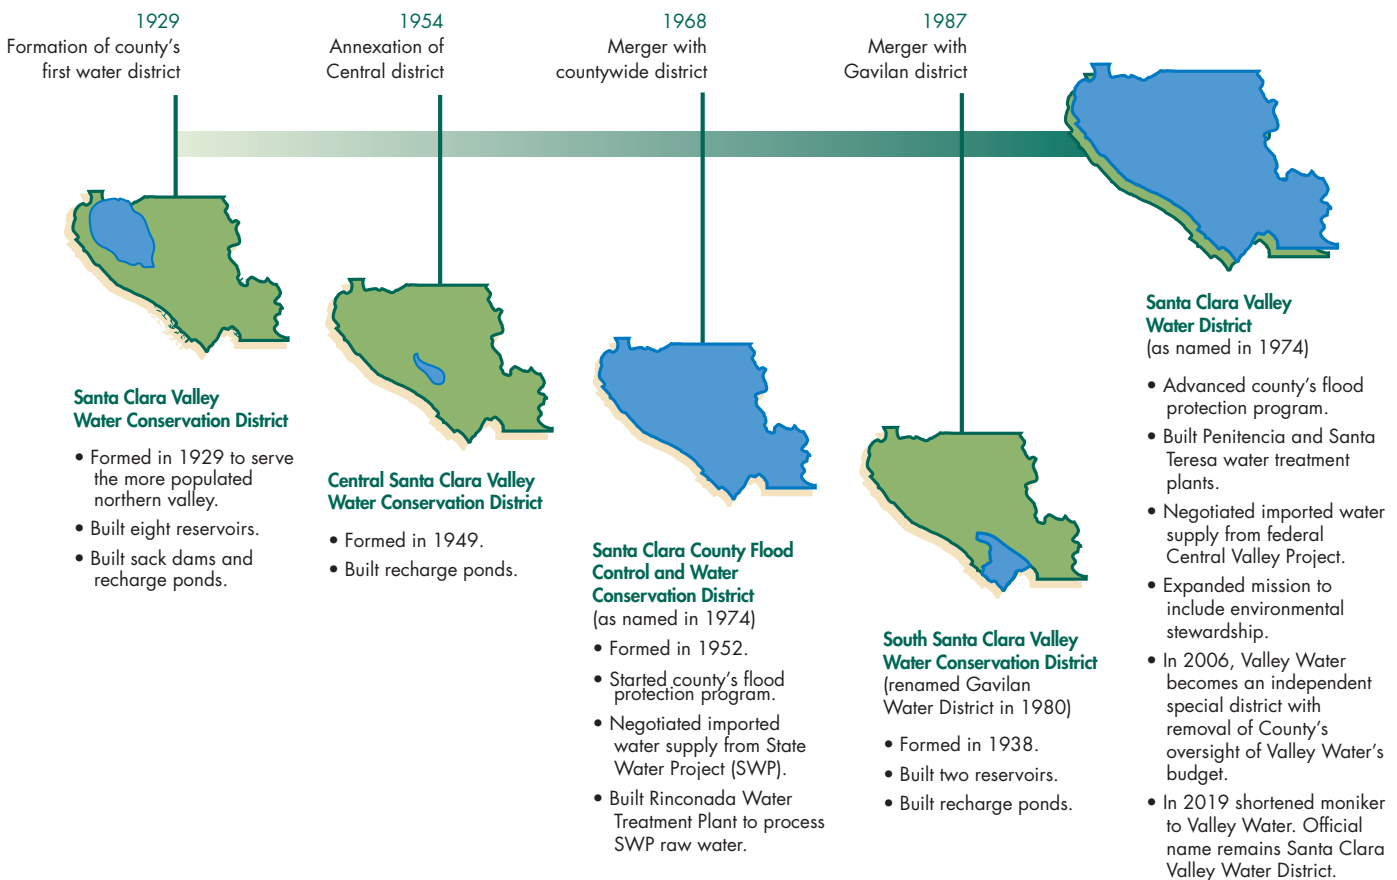 1929
Formation of county's
first water district
1954
Annexation of
Central district
1968
Merger with
countywide district
1987
Merger with
Gavilan district
Santa Clara Valley
Water Conservation District
• Formed in 1929 to serve
the more populated
northern valley.
• Built eight reservoirs.
• Built sack dams and
recharge ponds.
Central Santa Clara Valley
Water Conservation District
• Formed in 1949.
• Built recharge ponds.
Santa Clara County Flood
Control and Water
Conservation District
(as named in 1974)
• Formed in 1952.
• Started county's flood
protection program.
• Negotiated imported
water supply from State
Water Project (SWP).
• Built Rinconada Water
Treatment Plant to process
SWP raw water.
South Santa Clara Valley
Water Conservation District
(renamed Gavilan
Water District in 1980)
• Formed in 1938.
• Built two reservoirs.
• Built recharge ponds.
Santa Clara Valley
Water District
(as named in 1974)
• Advanced county's flood
protection program.
• Built Penitencia and Santa
Teresa water treatment
plants.
• Negotiated imported water
supply from federal
Central Valley Project.
• Expanded mission to
include environmental
stewardship.
• In 2006, Valley Water
becomes an independent
special district with
removal of County's
oversight of Valley Water's
budget.
• In 2019 shortened moniker
to Valley Water. Official
name remains Santa Clara
Valley Water District.